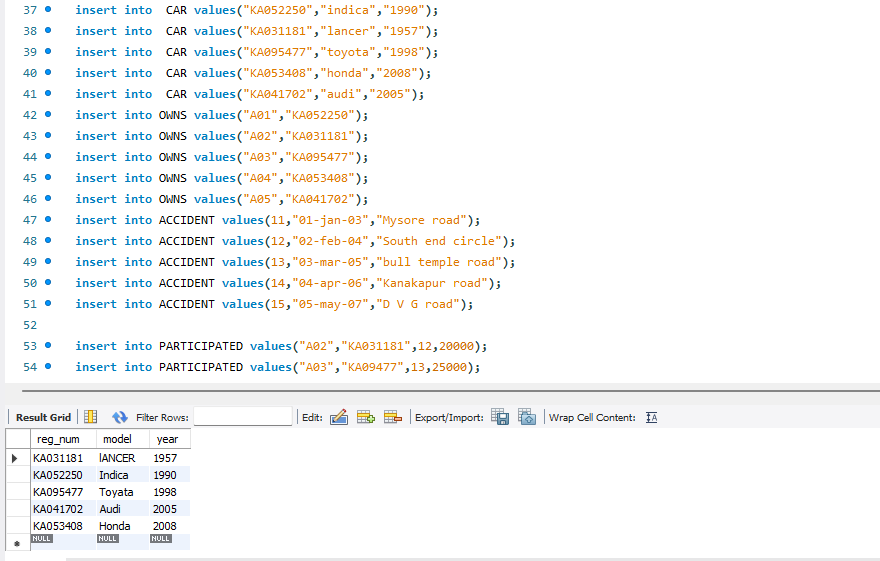 37 insert into  CAR values("KA052250","indica","1990");
38 insert into  CAR values("KA031181","lancer","1957");
39 insert into  CAR values("KA095477","toyota","1998");
40 insert into  CAR values("KA053408","honda","2008");
41 insert into  CAR values("KA041702","audi","2005");
42 insert into OWNS values("A01","KA052250");
43 insert into OWNS values("A02","KA031181");
44 insert into OWNS values("A03","KA095477");
45 insert into OWNS values("A04","KA053408");
46 insert into OWNS values("A05","KA041702");
47 insert into ACCIDENT values(11,"01-jan-03","Mysore road");
48 insert into ACCIDENT values(12,"02-feb-04","South end circle");
49 insert into ACCIDENT values(13,"03-mar-05","bull temple road");
50 insert into ACCIDENT values(14,"04-apr-06","Kanakapur road");
51 insert into ACCIDENT values(15,"05-may-07","D V G road");
52
53 insert into PARTICIPATED values("A02","KA031181",12,20000);
54 insert into PARTICIPATED values("A03","KA09477",13,25000);
Result Grid Filter Rows: Edit: Export/Import: Wrap Cell Content: IA
reg_num model year
KA031181 lANCER 1957
KA052250 Indica 1990
KA095477 Toyata 1998
KA041702 Audi 2005
KA053408 Honda 2008
NULL NULL NULL